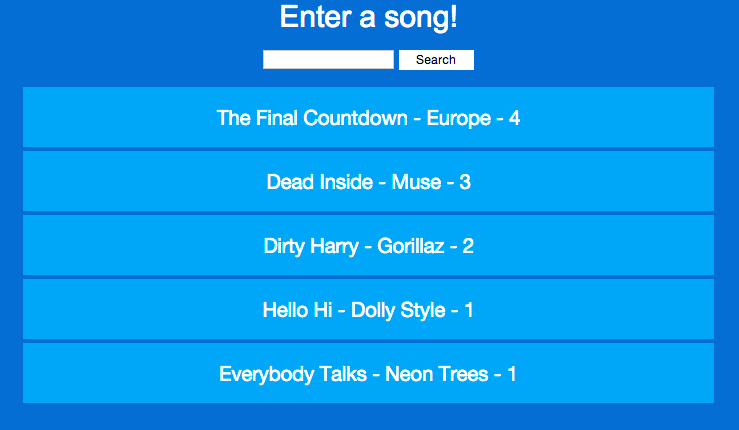 Enter a song!
Search
The Final Countdown - Europe - 4
Dead Inside - Muse - 3
Dirty Harry - Gorillaz - 2
Hello Hi - Dolly Style - 1
Everybody Talks - Neon Trees - 1